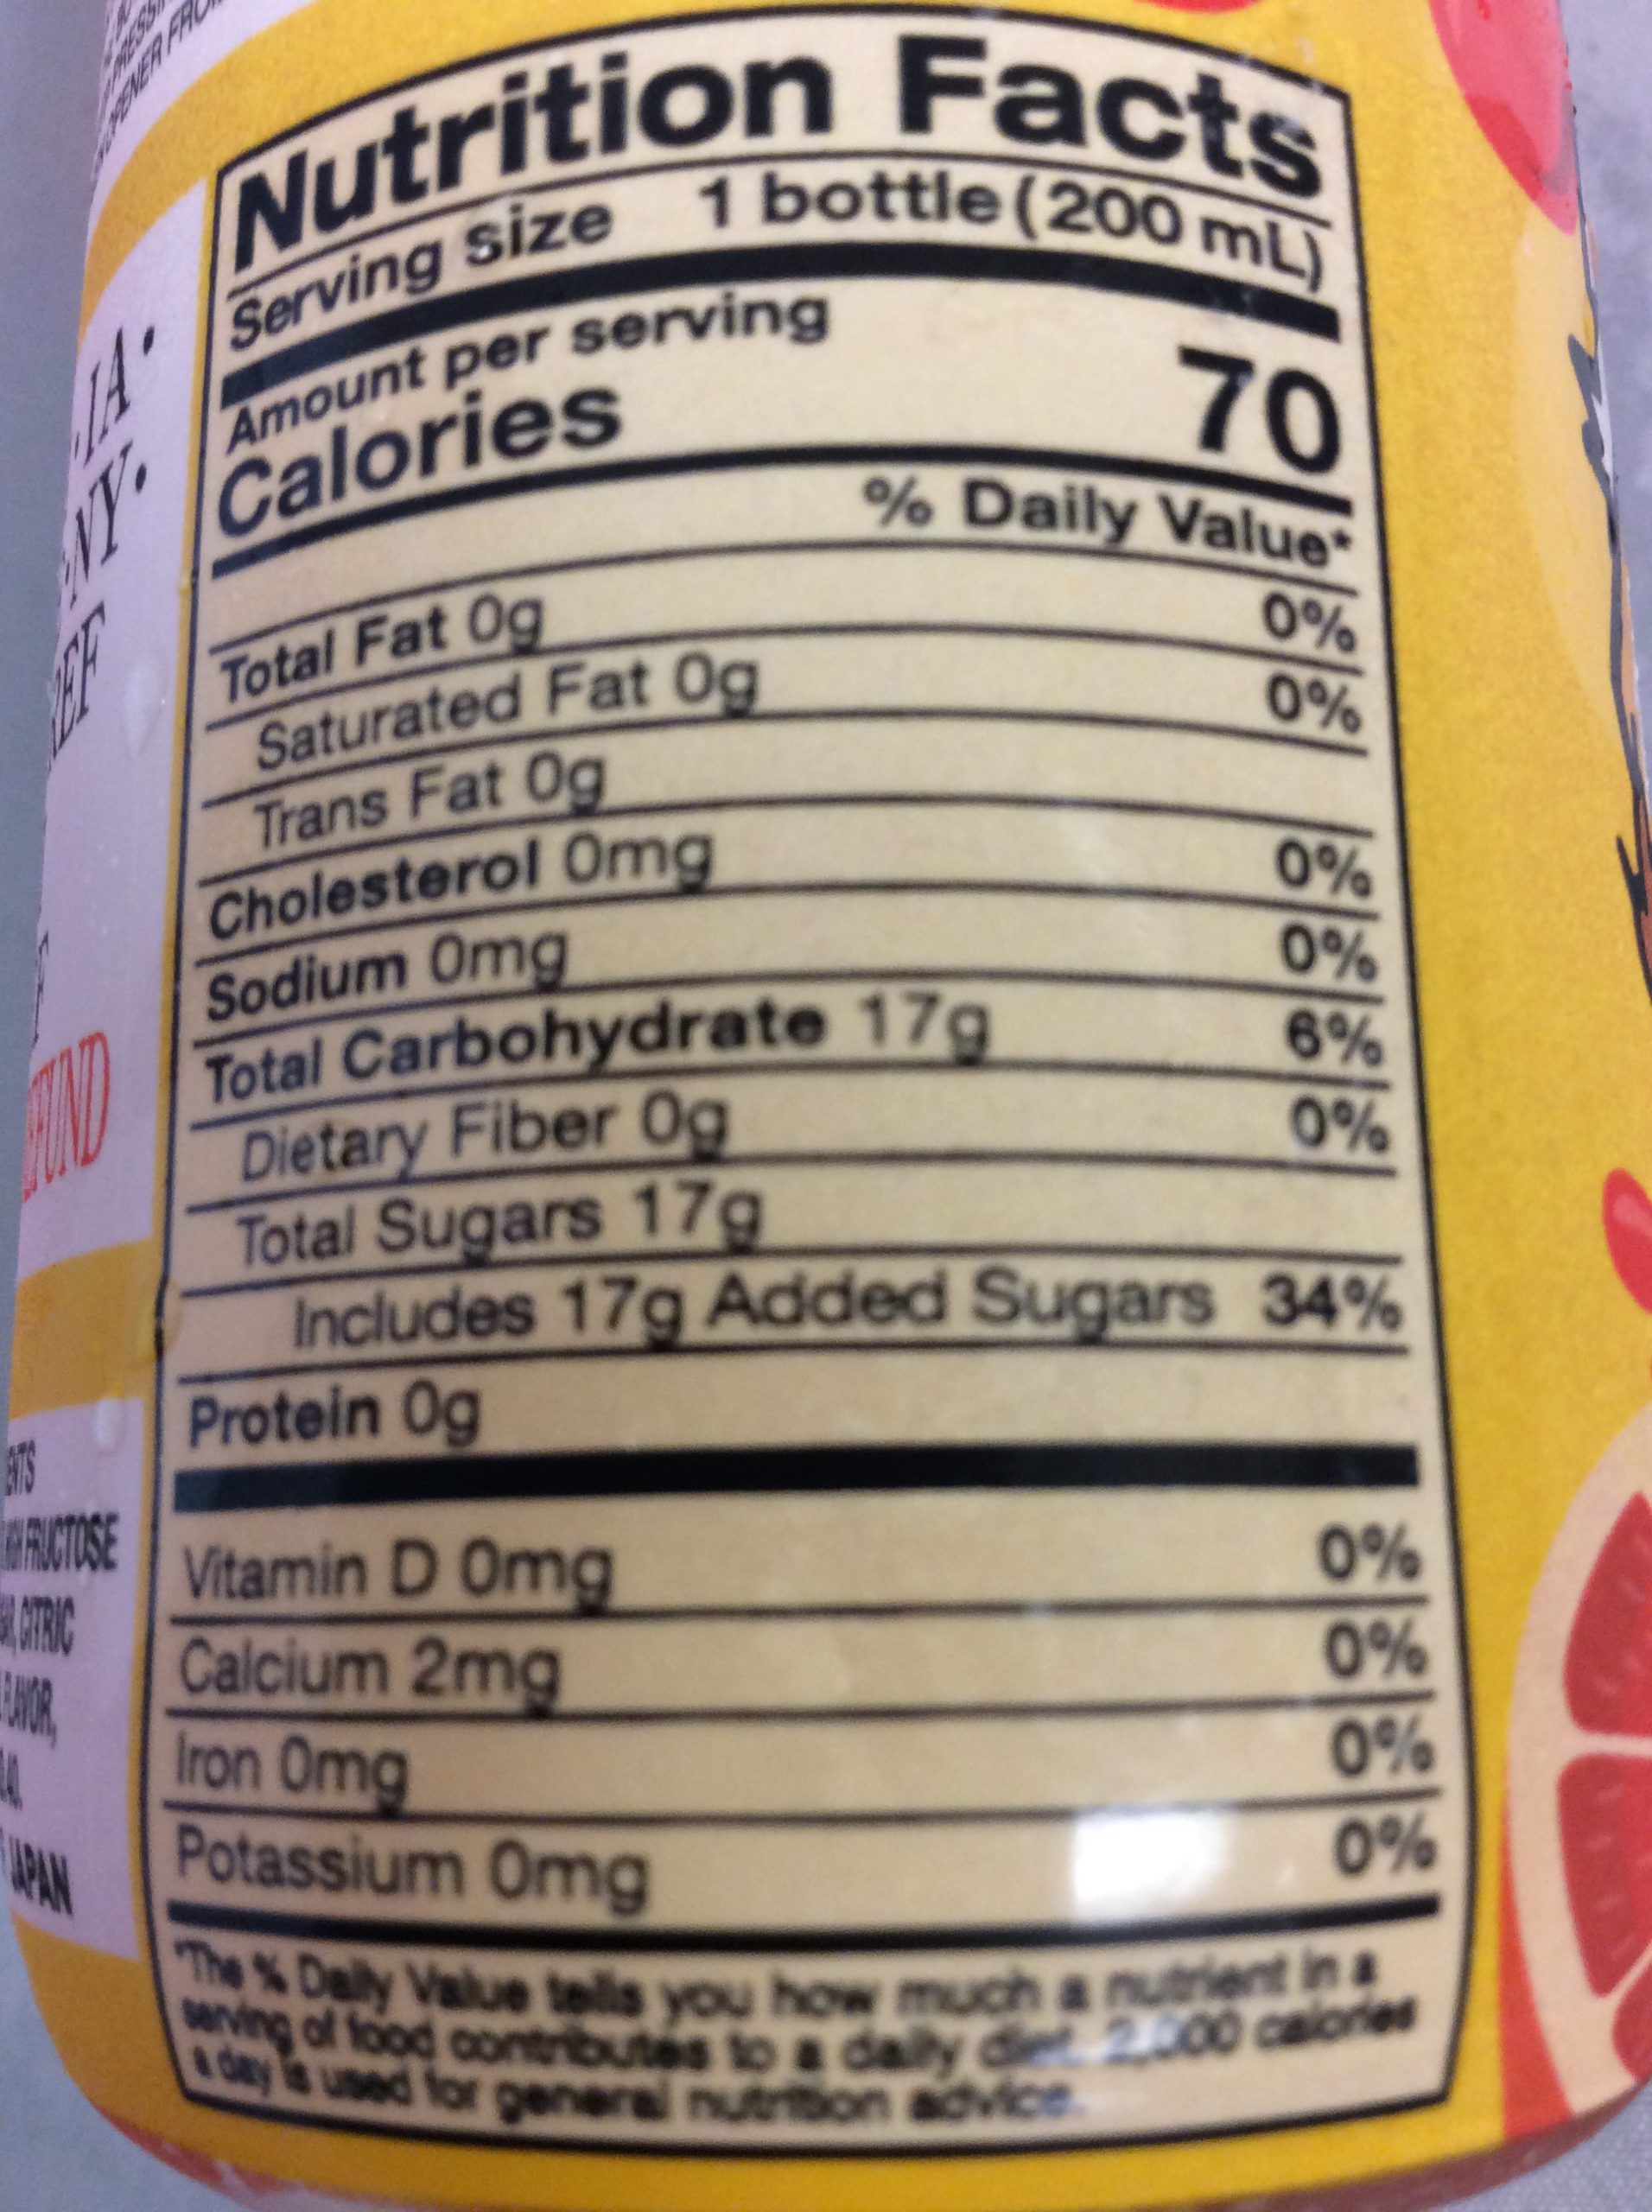 Nutrition Facts
Serving size 1 bottle (200 mL)
Amount per serving
Calories 70
% Daily Value*
Total Fat 0g 0%
Saturated Fat 0g 0%
Trans Fat 0g
Cholesterol 0mg 0%
Sodium 0mg 0%
Total Carbohydrate 17g 6%
Dietary Fiber 0g 0%
Total Sugars 17g
Includes 17g Added Sugars 34%
Protein 0g
Vitamin D 0mg 0%
Calcium 2mg 0%
Iron 0mg 0%
Potassium 0mg 0%
*The % Daily Value tells you how much a nutrient in a
serving of food contributes to a daily diet. 2,000 calories
a day is used for general nutrition advice.
FRUCTOSE
CITRIC
FLAVOR,
JAPAN